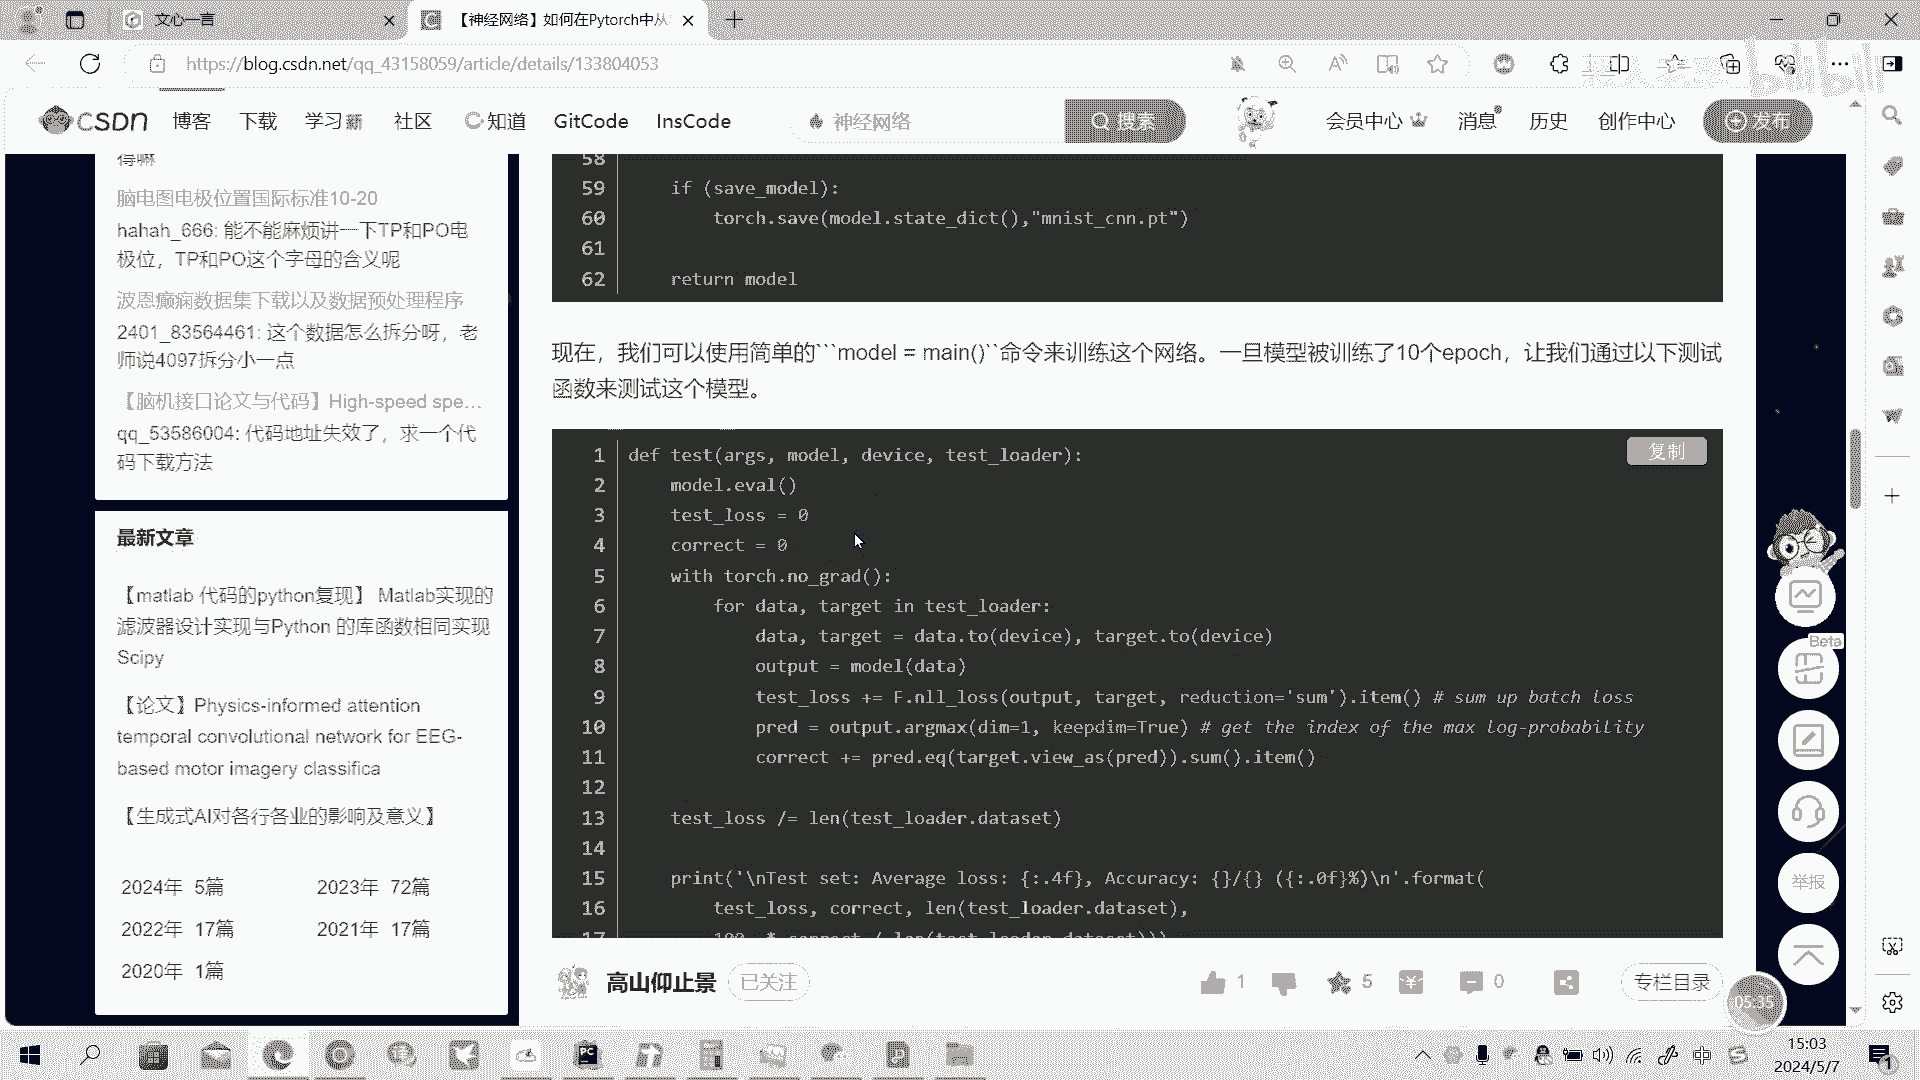 文心一言
【神经网络】如何在Pytorch中从
https://blog.csdn.net/qq_43158059/article/details/133804053
CSDN 博客 下载 学习 社区 C知道 GitCode InsCode 神经网络 搜索 会员中心 消息 历史 创作中心 发布
得嘛
脑电图电极位置国际标准10-20
hahah_666: 能不能麻烦讲一下TP和PO电
极位，TP和PO这个字母的含义呢
波恩癫痫数据集下载以及数据预处理程序
2401_83564461: 这个数据怎么拆分呀，老
师说4097拆分小一点
【脑机接口论文与代码】High-speed spe...
qq_53586004: 代码地址失效了，求一个代
码下载方法
最新文章
【matlab 代码的python复现】 Matlab实现的
滤波器设计实现与Python 的库函数相同实现
Scipy
【论文】Physics-informed attention
temporal convolutional network for EEG-
based motor imagery classifica
【生成式AI对各行各业的影响及意义】
2024年 5篇 2023年 72篇
2022年 17篇 2021年 17篇
2020年 1篇
58
59 if (save_model):
60 torch.save(model.state_dict(),"mnist_cnn.pt")
61
62 return model
现在，我们可以使用简单的```model = main()``命令来训练这个网络。一旦模型被训练了10个epoch，让我们通过以下测试
函数来测试这个模型。
复制
1 def test(args, model, device, test_loader):
2 model.eval()
3 test_loss = 0
4 correct = 0
5 with torch.no_grad():
6 for data, target in test_loader:
7 data, target = data.to(device), target.to(device)
8 output = model(data)
9 test_loss += F.nll_loss(output, target, reduction='sum').item() # sum up batch loss
10 pred = output.argmax(dim=1, keepdim=True) # get the index of the max log-probability
11 correct += pred.eq(target.view_as(pred)).sum().item()
12
13 test_loss /= len(test_loader.dataset)
14
15 print('\nTest set: Average loss: {:.4f}, Accuracy: {}/{} ({:.0f}%)\n'.format(
16 test_loss, correct, len(test_loader.dataset),
17 100. * correct / len(test_loader.dataset)))
高山仰止景 已关注 1 5 0 专栏目录
Beta
举报
05:35
15:03
2024/5/7
中
1
bilibili